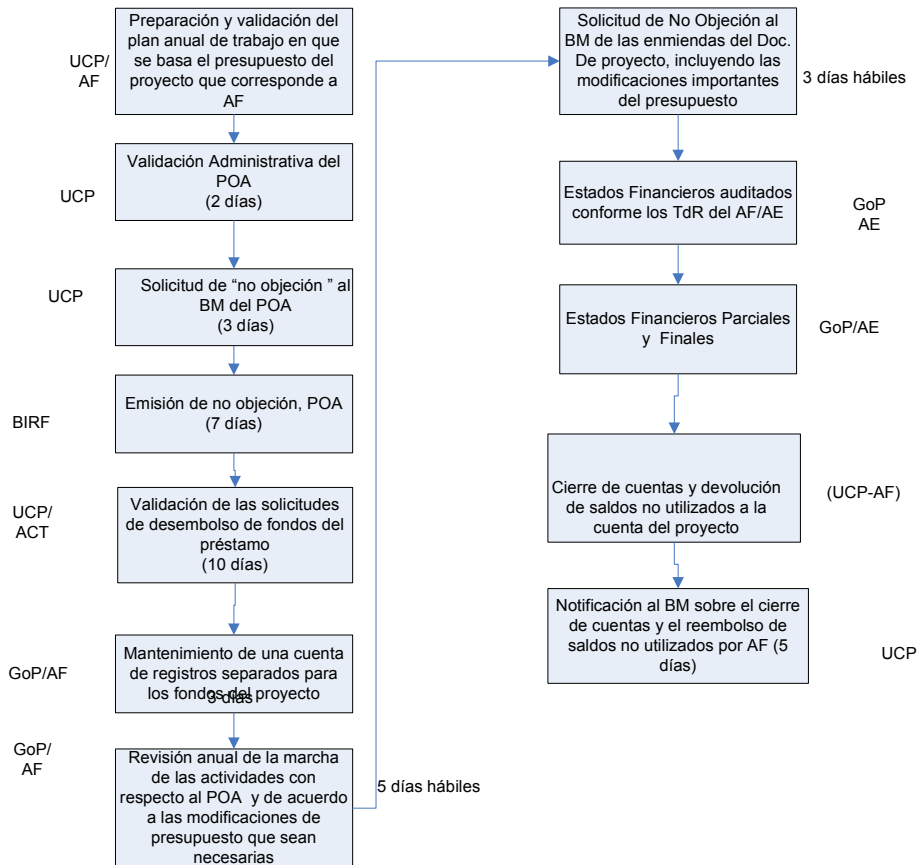 Preparación y validación del
plan anual de trabajo en que
se basa el presupuesto del
proyecto que corresponde a
AF
UCP/
AF
Validación Administrativa del
POA
(2 días)
UCP
Solicitud de “no objeción ” al
BM del POA
(3 días)
UCP
Emisión de no objeción, POA
(7 días)
BIRF
Validación de las solicitudes
de desembolso de fondos del
préstamo
(10 días)
UCP/
ACT
Mantenimiento de una cuenta
de registros separados para
los fondos del proyecto
3 días
GoP/AF
Revisión anual de la marcha
de las actividades con
respecto al POA y de acuerdo
a las modificaciones de
presupuesto que sean
necesarias
GoP/
AF
5 días hábiles
Solicitud de No Objeción al
BM de las enmiendas del Doc.
De proyecto, incluyendo las
modificaciones importantes
del presupuesto
3 días hábiles
Estados Financieros auditados
conforme los TdR del AF/AE
GoP
AE
Estados Financieros Parciales
y Finales
GoP/AE
Cierre de cuentas y devolución
de saldos no utilizados a la
cuenta del proyecto
(UCP-AF)
Notificación al BM sobre el cierre
de cuentas y el reembolso de
saldos no utilizados por AF (5
días)
UCP